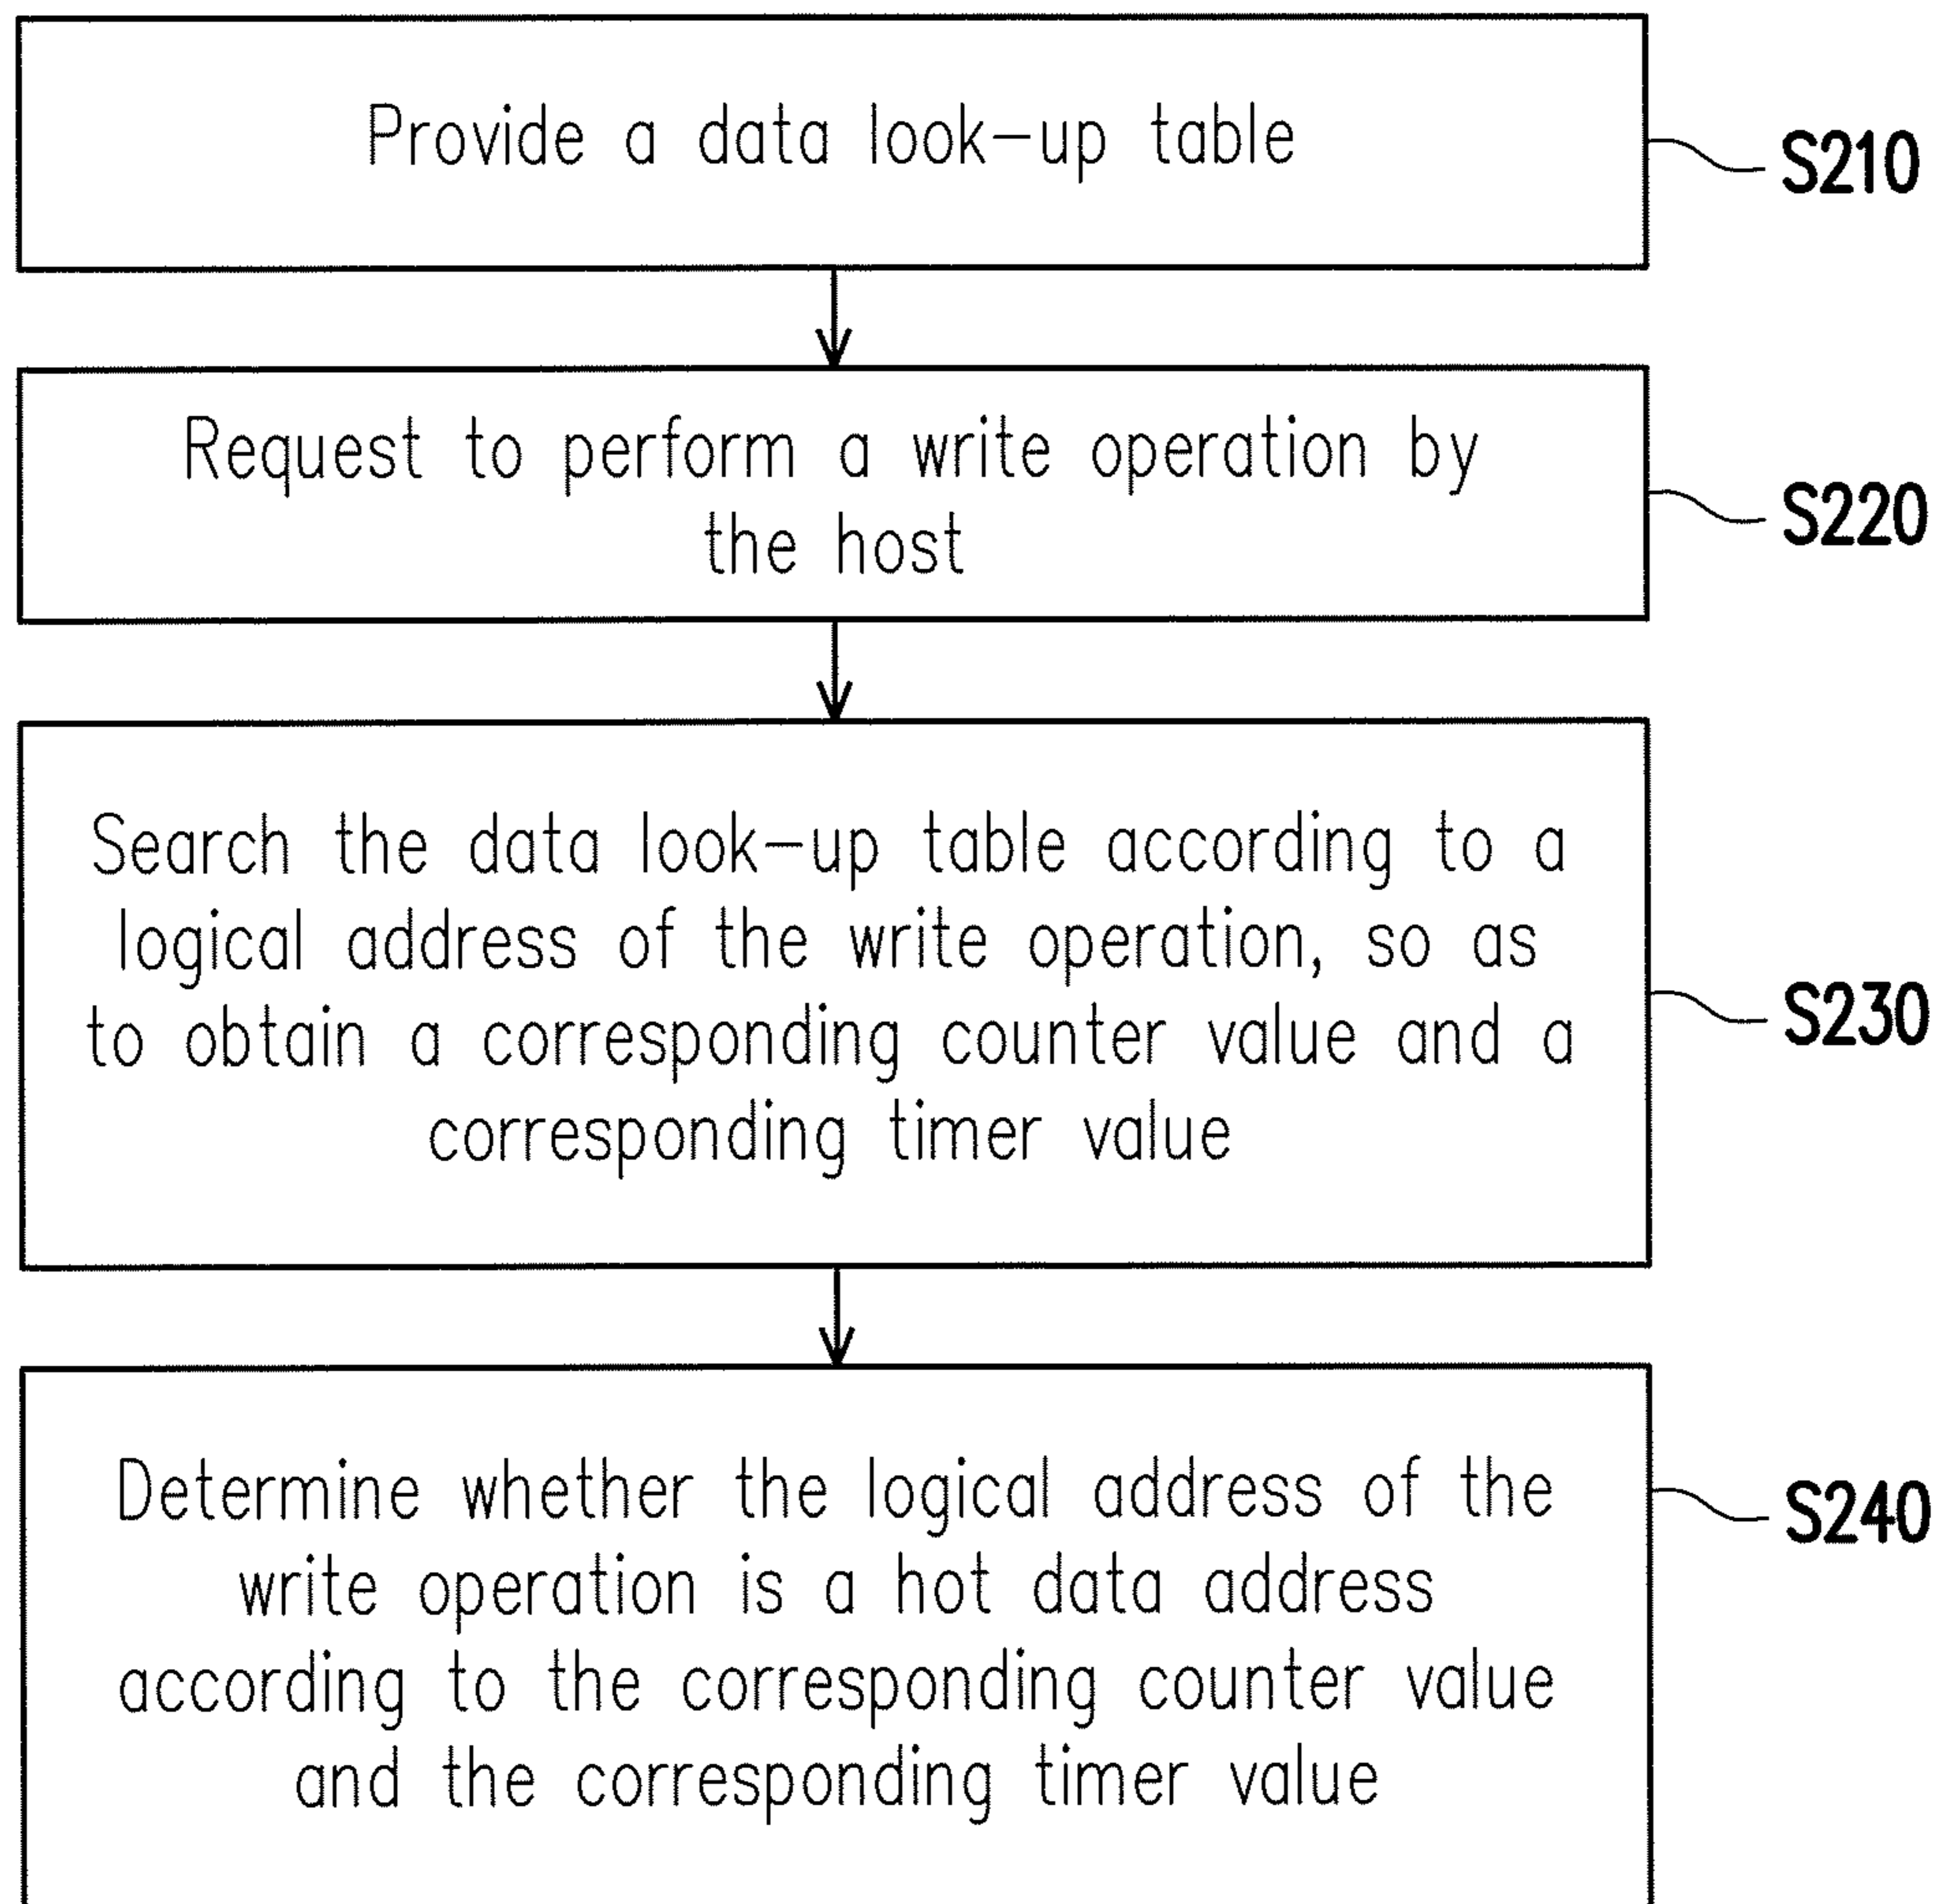 Provide a data look-up table
S210
Request to perform a write operation by
the host
S220
Search the data look-up table according to a
logical address of the write operation, so as
to obtain a corresponding counter value and a
corresponding timer value
S230
Determine whether the logical address of the
write operation is a hot data address
according to the corresponding counter value
and the corresponding timer value
S240